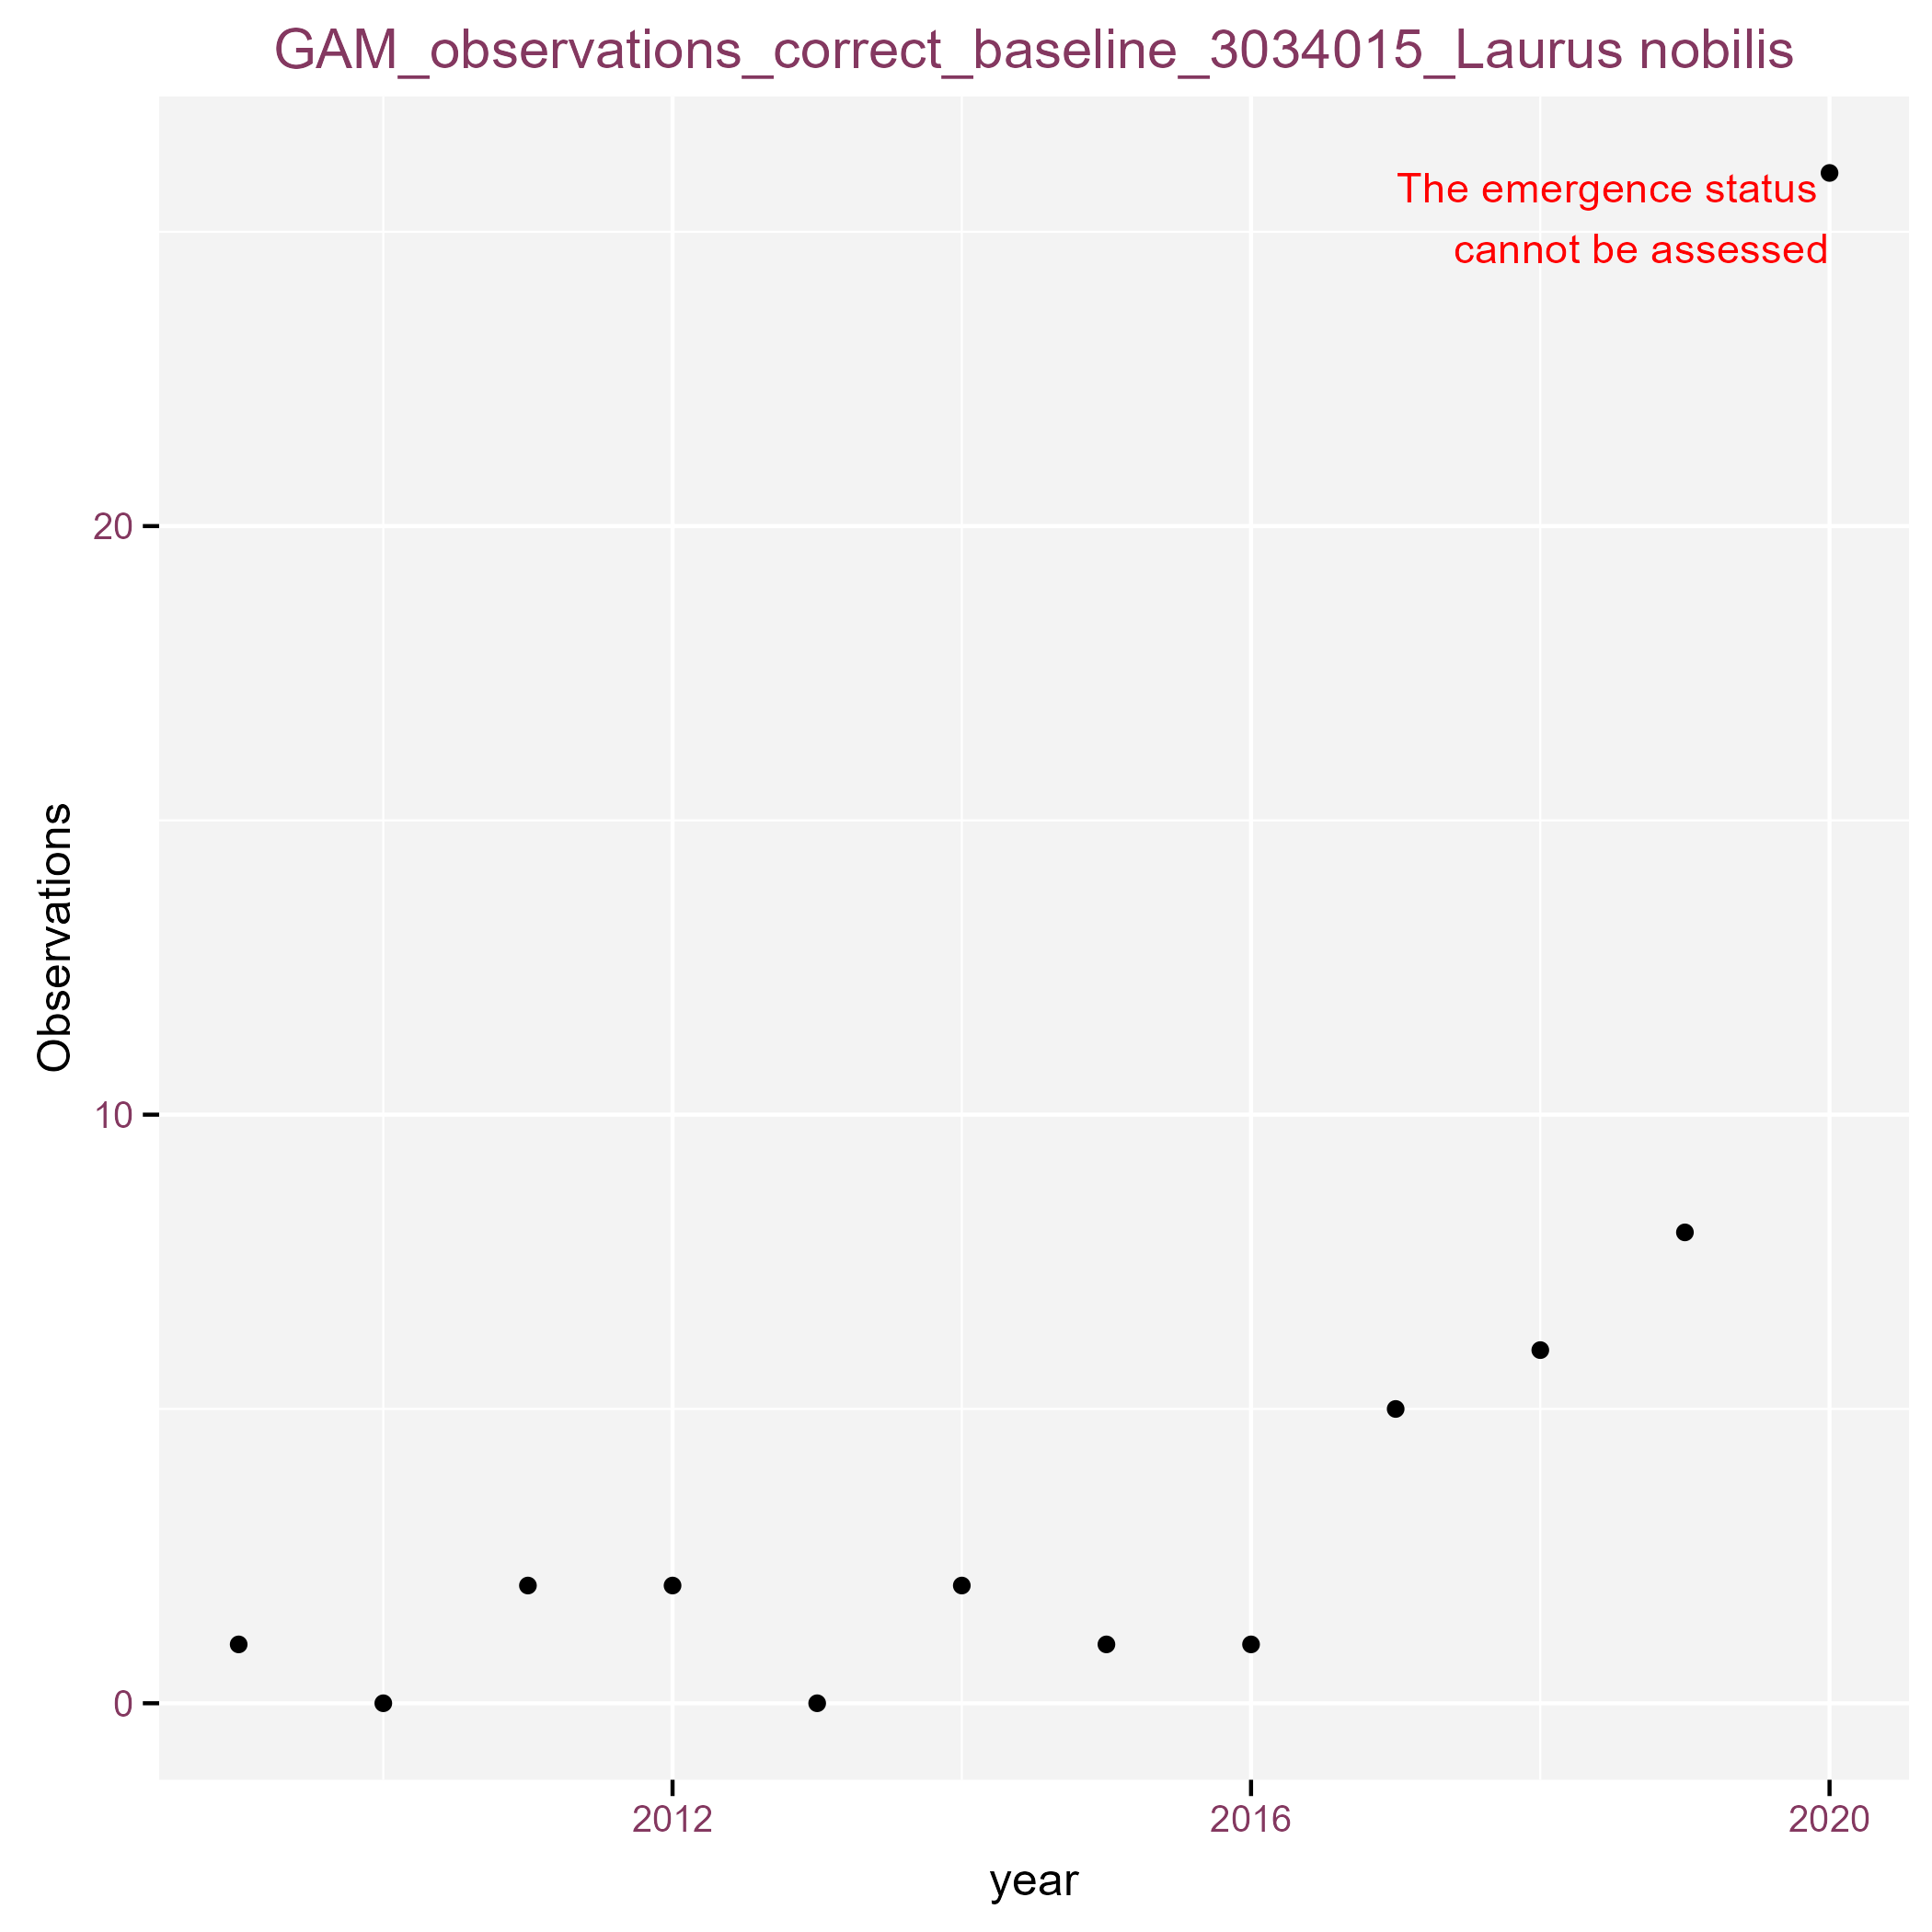 GAM_observations_correct_baseline_3034015_Laurus nobilis
The emergence status
cannot be assessed
20
10
0
Observations
2012
2016
2020
year